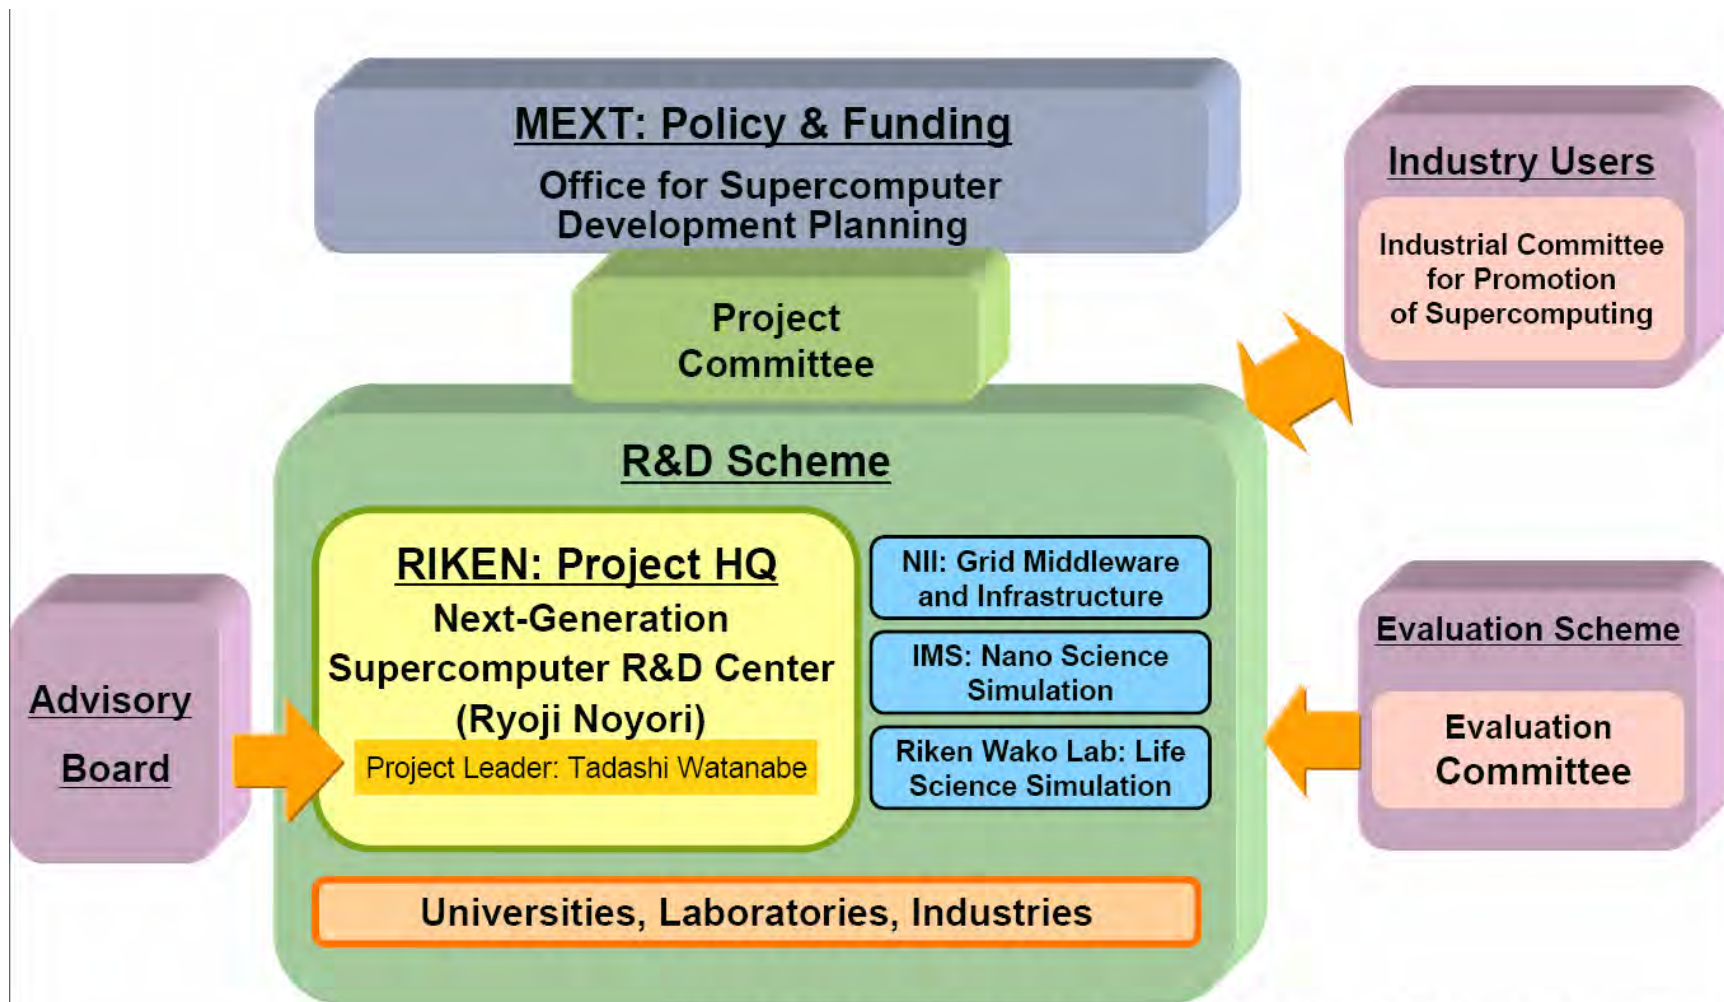 MEXT: Policy & Funding
Office for Supercomputer
Development Planning
Project
Committee
Industry Users
Industrial Committee
for Promotion
of Supercomputing
R&D Scheme
RIKEN: Project HQ
Next-Generation
Supercomputer R&D Center
(Ryoji Noyori)
Project Leader: Tadashi Watanabe
NII: Grid Middleware
and Infrastructure
IMS: Nano Science
Simulation
Riken Wako Lab: Life
Science Simulation
Universities, Laboratories, Industries
Advisory
Board
Evaluation Scheme
Evaluation
Committee